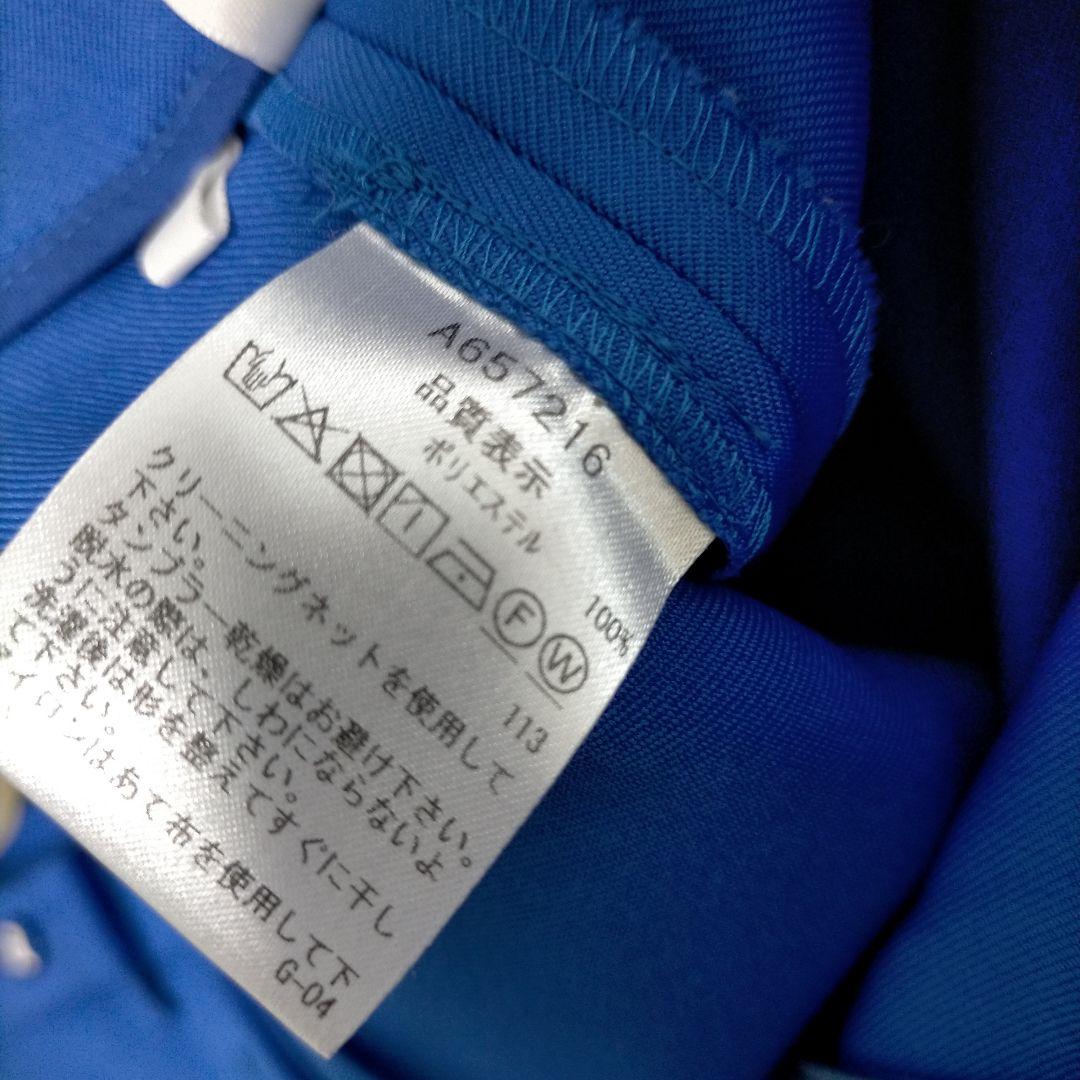 A657216
品質表示
ポリエステル 100%
F W
113
クリーニングネットを使用して
下さい。
タンブラー乾燥はお避け下さい。
脱水の際は、しわにならないよ
うに注意して下さい。
洗濯後は形を整えてすぐに干し
て下さい。
アイロンはあて布を使用して下
G-04